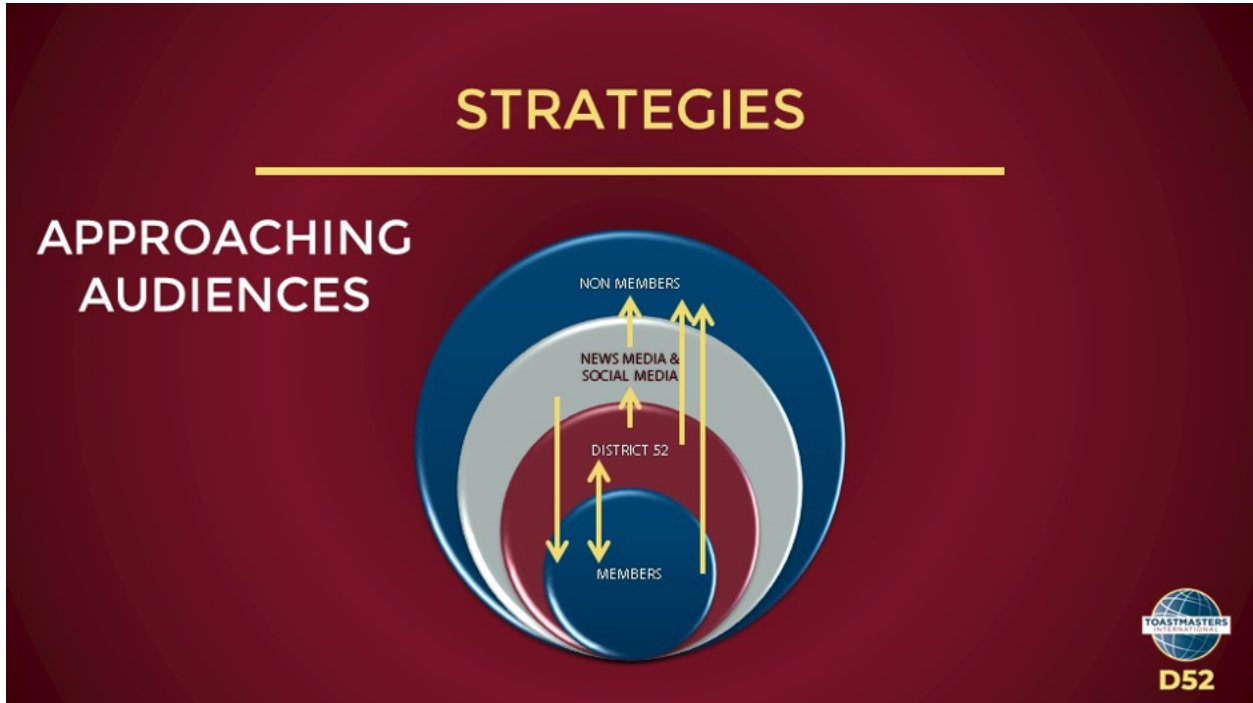 STRATEGIES
APPROACHING
AUDIENCES
NON MEMBERS
NEWS MEDIA &
SOCIAL MEDIA
DISTRICT 52
MEMBERS
TOASTMASTERS
INTERNATIONAL
D52